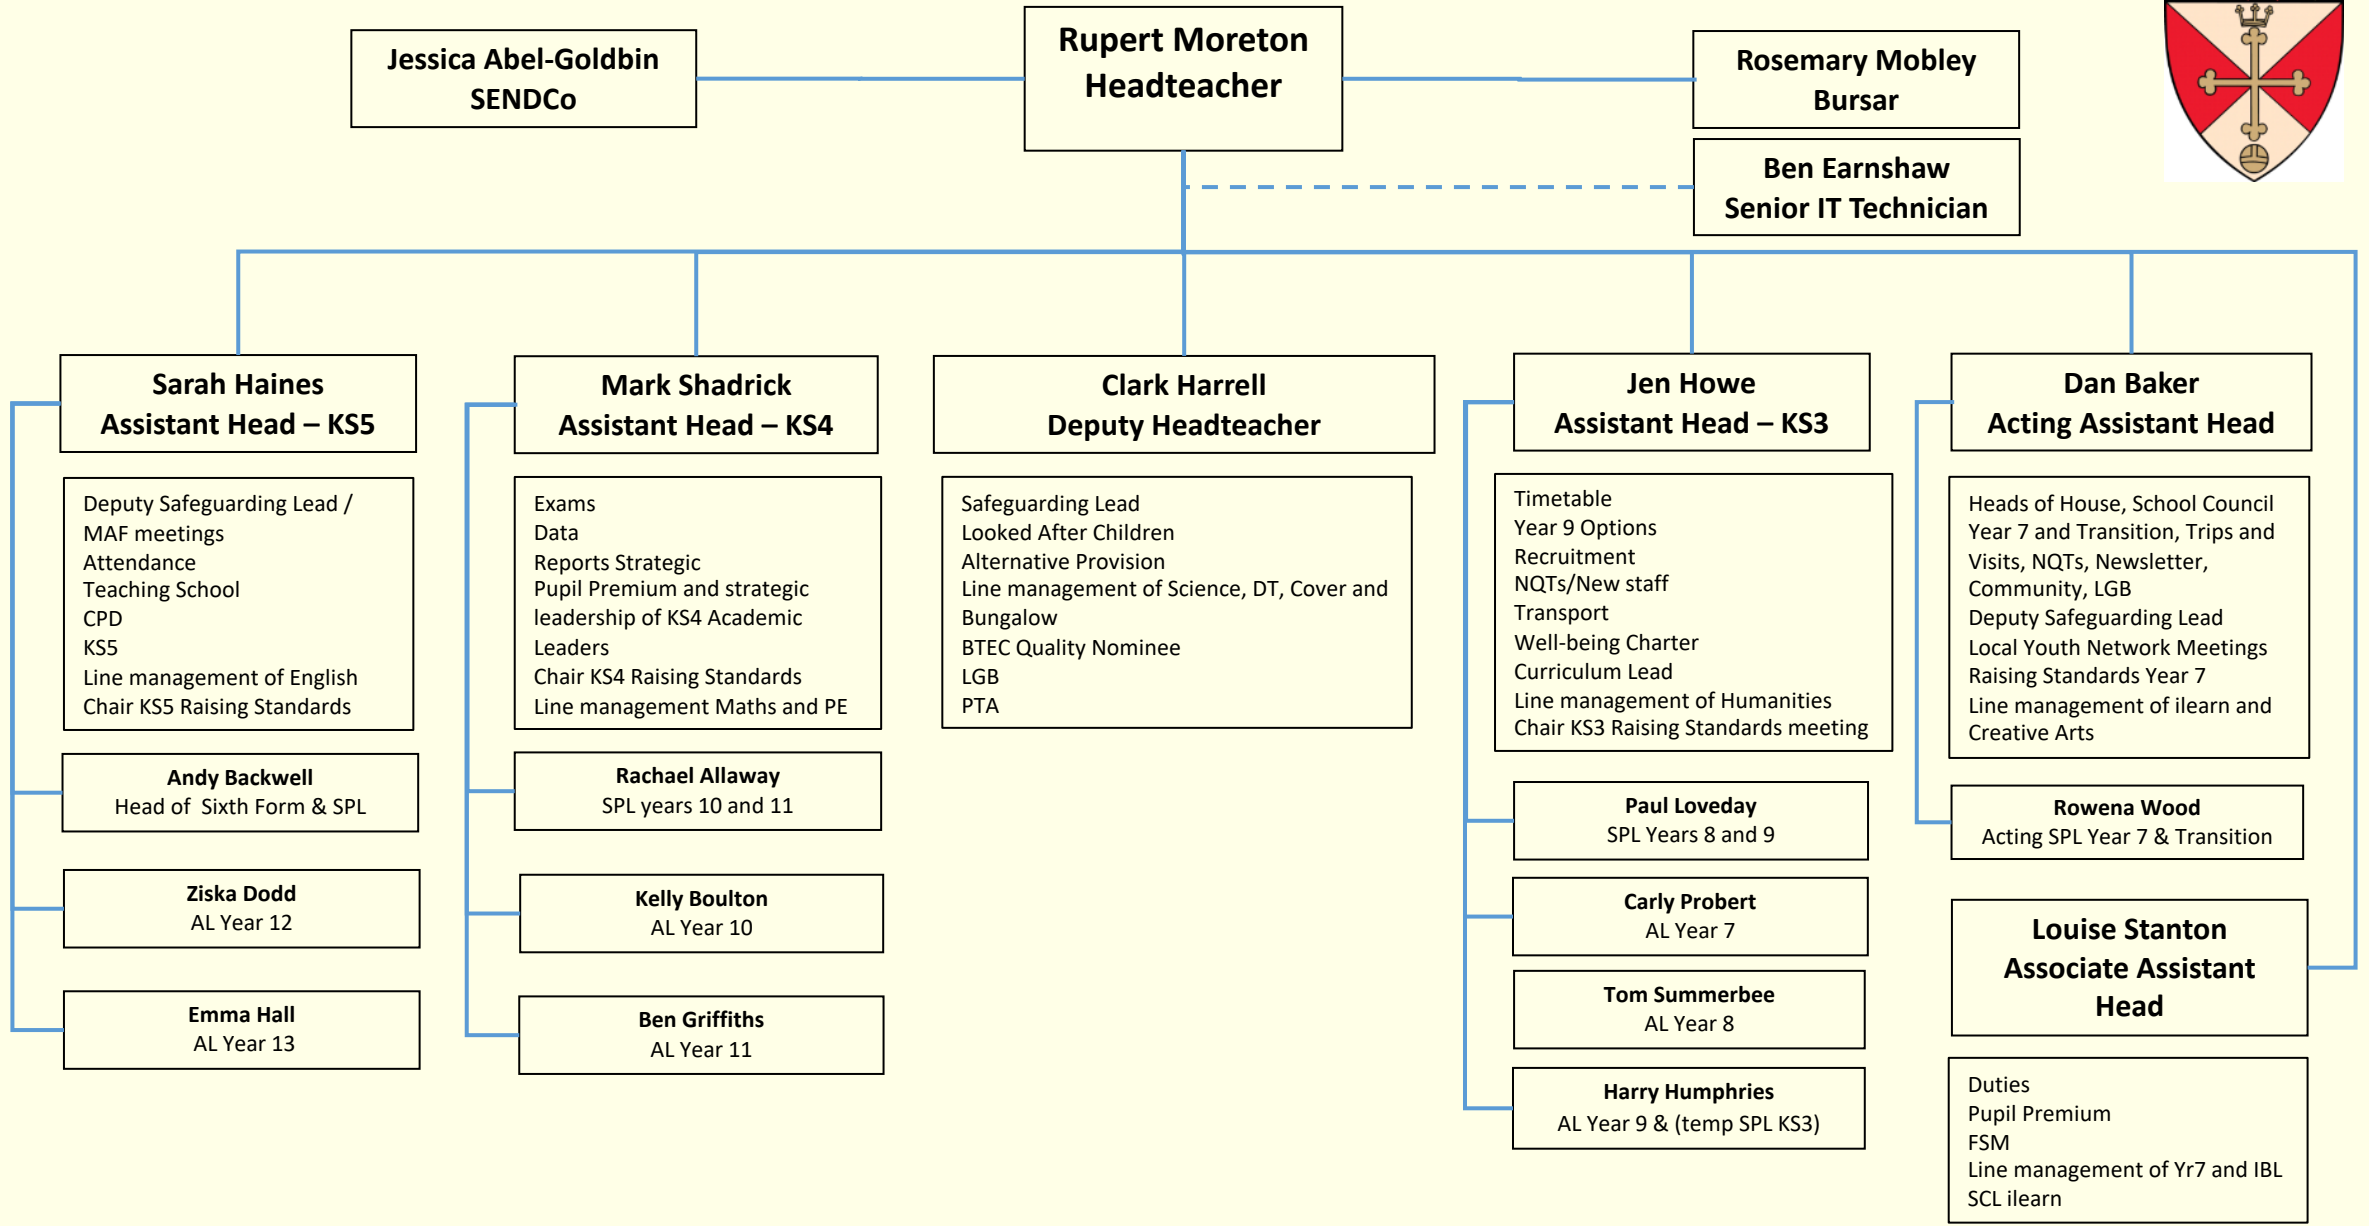 Jessica Abel-Goldbin
SENDCo
Rupert Moreton
Headteacher
Rosemary Mobley
Bursar
Ben Earnshaw
Senior IT Technician
Sarah Haines
Assistant Head – KS5
Deputy Safeguarding Lead /
MAF meetings
Attendance
Teaching School
CPD
KS5
Line management of English
Chair KS5 Raising Standards
Andy Backwell
Head of Sixth Form & SPL
Ziska Dodd
AL Year 12
Emma Hall
AL Year 13
Mark Shadrick
Assistant Head – KS4
Exams
Data
Reports Strategic
Pupil Premium and strategic
leadership of KS4 Academic
Leaders
Chair KS4 Raising Standards
Line management Maths and PE
Rachael Allaway
SPL years 10 and 11
Kelly Boulton
AL Year 10
Ben Griffiths
AL Year 11
Clark Harrell
Deputy Headteacher
Safeguarding Lead
Looked After Children
Alternative Provision
Line management of Science, DT, Cover and
Bungalow
BTEC Quality Nominee
LGB
PTA
Jen Howe
Assistant Head – KS3
Timetable
Year 9 Options
Recruitment
NQTs/New staff
Transport
Well-being Charter
Curriculum Lead
Line management of Humanities
Chair KS3 Raising Standards meeting
Paul Loveday
SPL Years 8 and 9
Carly Probert
AL Year 7
Tom Summerbee
AL Year 8
Harry Humphries
AL Year 9 & (temp SPL KS3)
Dan Baker
Acting Assistant Head
Heads of House, School Council
Year 7 and Transition, Trips and
Visits, NQTs, Newsletter,
Community, LGB
Deputy Safeguarding Lead
Local Youth Network Meetings
Raising Standards Year 7
Line management of ilearn and
Creative Arts
Rowena Wood
Acting SPL Year 7 & Transition
Louise Stanton
Associate Assistant
Head
Duties
Pupil Premium
FSM
Line management of Yr7 and IBL
SCL ilearn